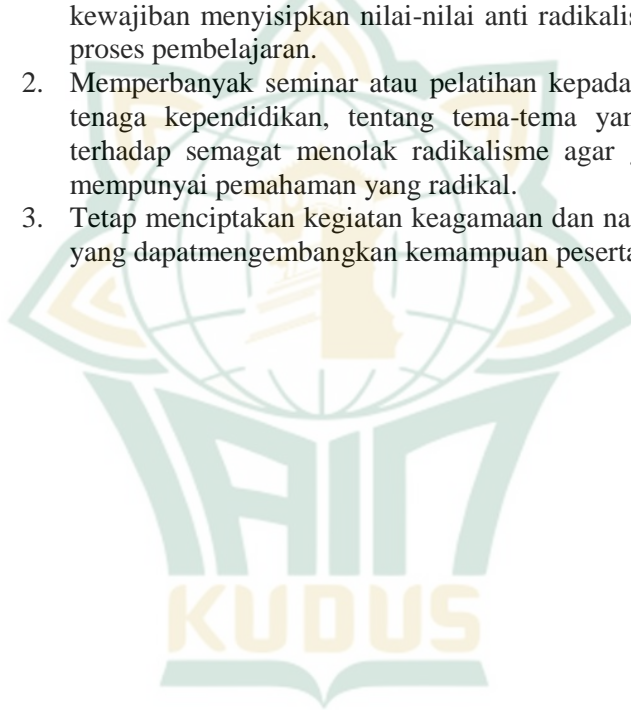 kewajiban menyisipkan nilai-nilai anti radikalis
proses pembelajaran.
2. Memperbanyak seminar atau pelatihan kepada
tenaga kependidikan, tentang tema-tema yan
terhadap semagat menolak radikalisme agar
mempunyai pemahaman yang radikal.
3. Tetap menciptakan kegiatan keagamaan dan na
yang dapatmengembangkan kemampuan peserta
IAIN
KUDUS